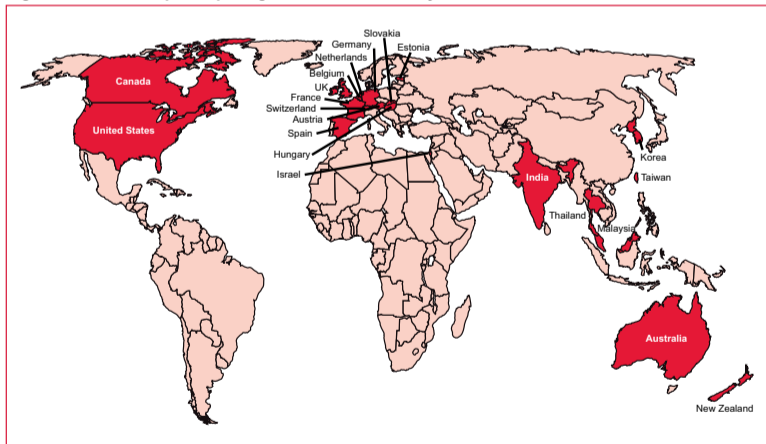 Slovakia
Germany
Estonia
Netherlands
Belgium
UK
France
Switzerland
Austria
Spain
Hungary
Israel
Canada
United States
India
Korea
Taiwan
Thailand
Malaysia
Australia
New Zealand